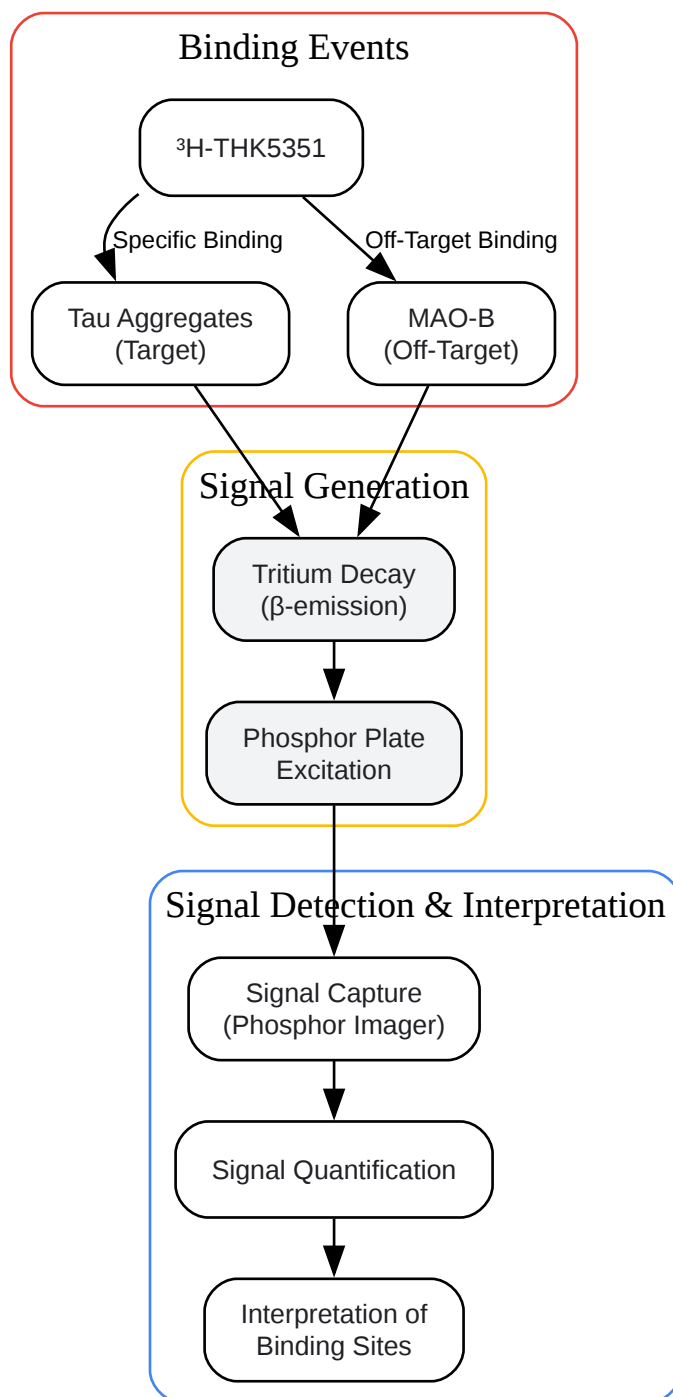 Binding Events
³H-THK5351
Specific Binding
Off-Target Binding
Tau Aggregates
(Target)
MAO-B
(Off-Target)
Signal Generation
Tritium Decay
(β-emission)
Phosphor Plate
Excitation
Signal Detection & Interpretation
Signal Capture
(Phosphor Imager)
Signal Quantification
Interpretation of
Binding Sites